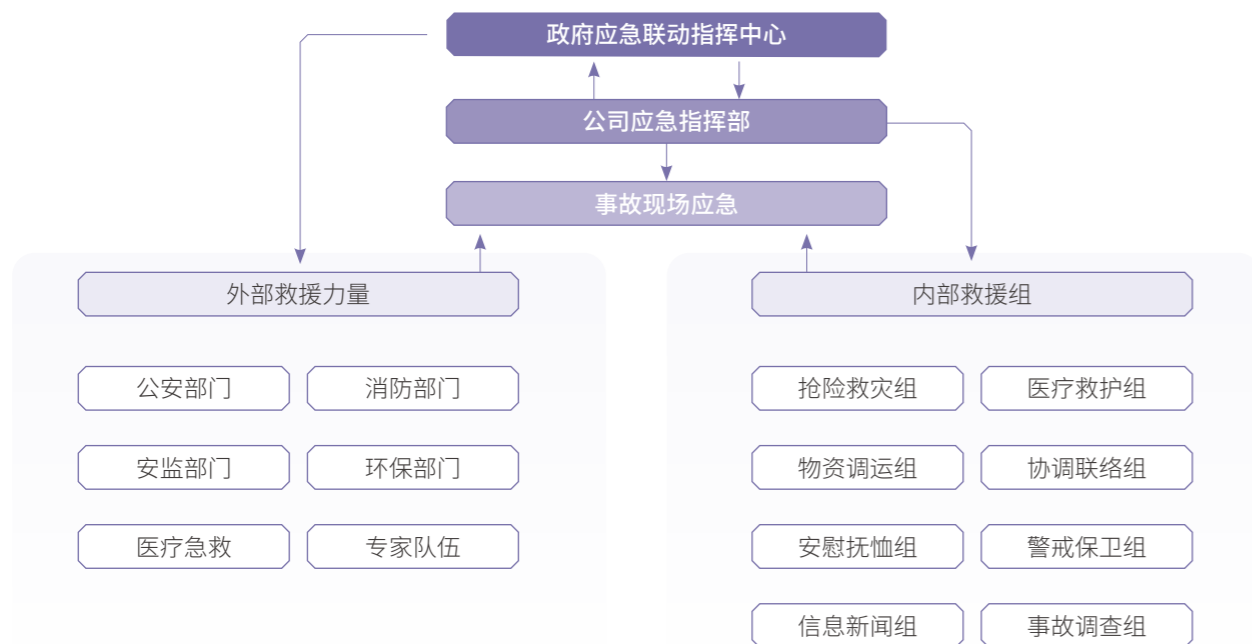 政府应急联动指挥中心
公司应急指挥部
事故现场应急
外部救援力量
公安部门
消防部门
安监部门
环保部门
医疗急救
专家队伍
内部救援组
抢险救灾组
医疗救护组
物资调运组
协调联络组
安慰抚恤组
警戒保卫组
信息新闻组
事故调查组